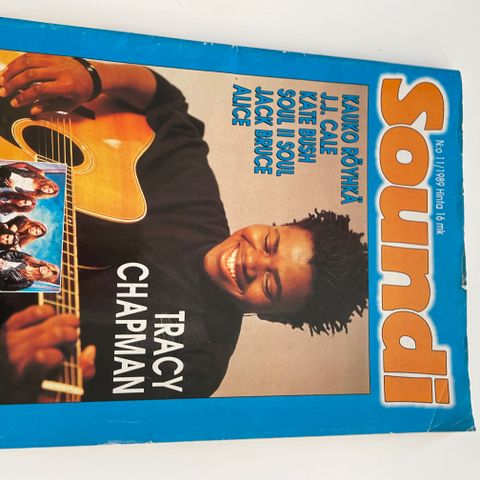 Soundi
N:o 11/1989 Hinta 16 mk
KAUKO RÖYHKÄ
J.J. CALE
KATE BUSH
SOUL II SOUL
JACK BRUCE
ALICE
TRACY
CHAPMAN